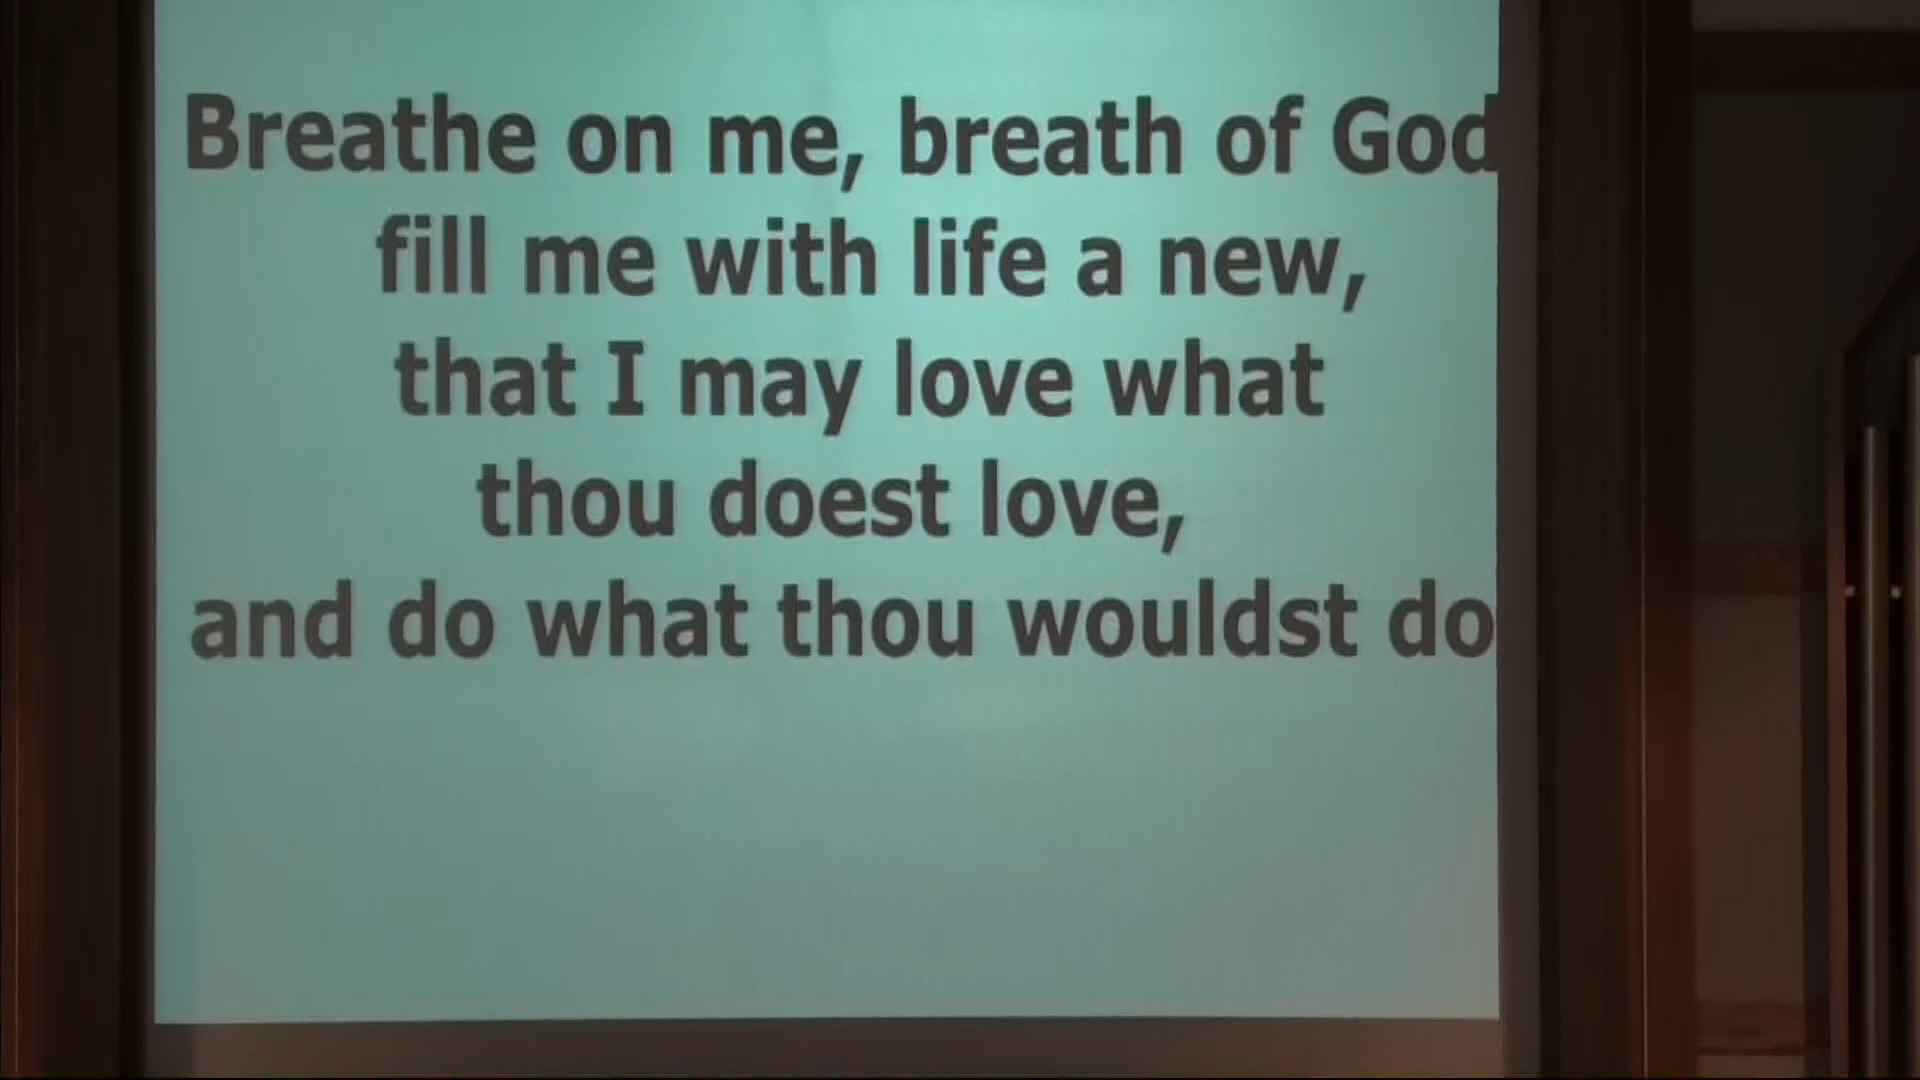 Breathe on me, breath of God
fill me with life a new,
that I may love what
thou doest love,
and do what thou wouldst do